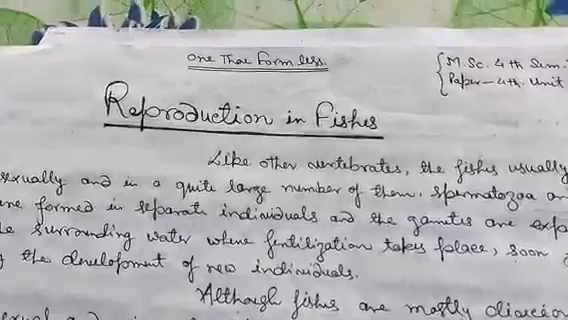 One That Form less.
M.Sc. 4th Sem.
Paper-4th. Unit
Reproduction in Fishes
Like other vertebrates, the fishes usually
sexually and in a quite large number of them. spermatozoa
are formed in separate individuals and the gametes are
surrounding water where fertilization takes place, soon
the development of new individuals.
Although fishes are mostly